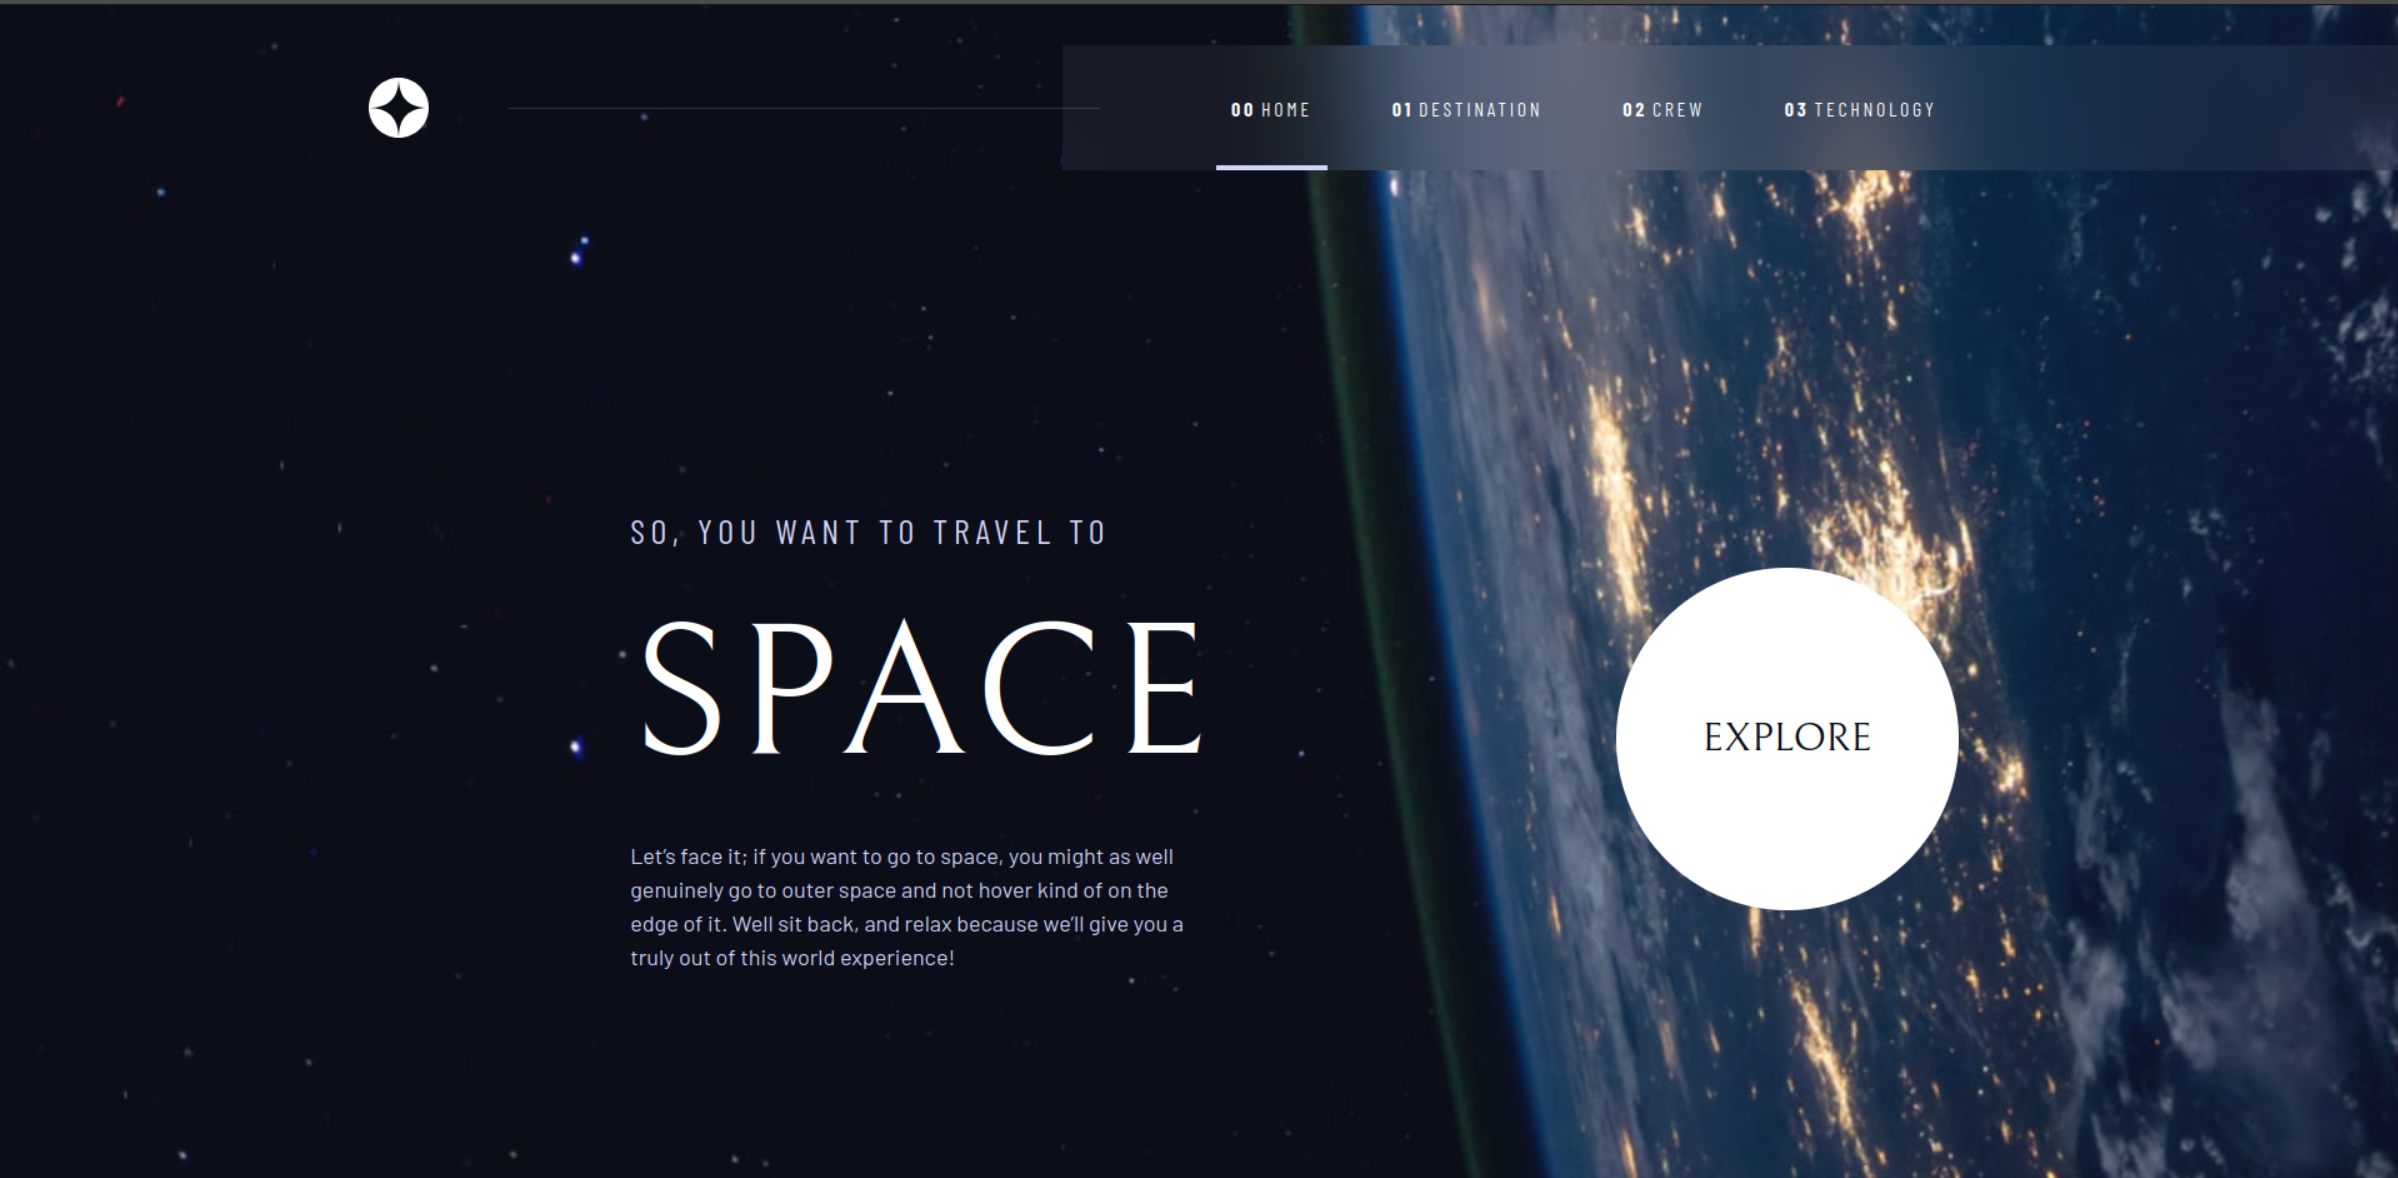 00 HOME 01 DESTINATION 02 CREW 03 TECHNOLOGY
SO, YOU WANT TO TRAVEL TO
SPACE
Let’s face it; if you want to go to space, you might as well
genuinely go to outer space and not hover kind of on the
edge of it. Well sit back, and relax because we’ll give you a
truly out of this world experience!
EXPLORE